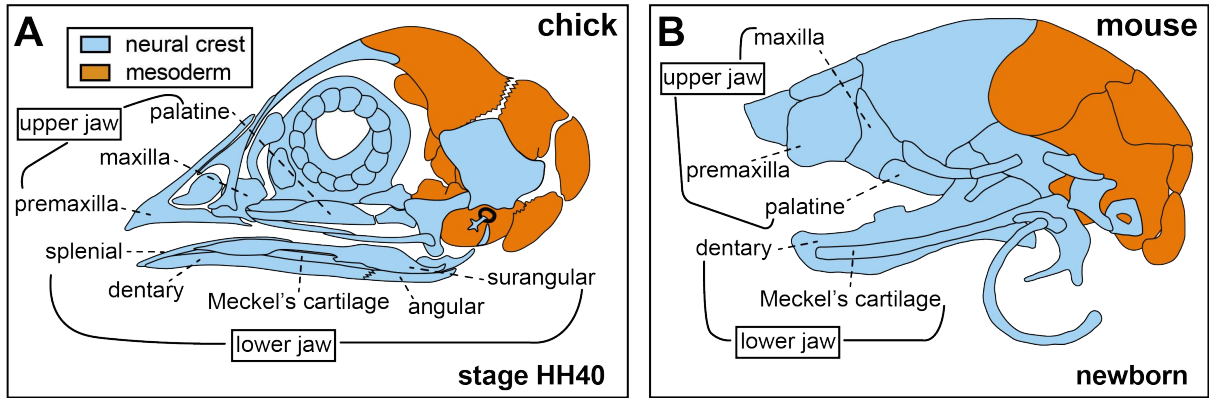 A
chick
neural crest
mesoderm
upper jaw
palatine
maxilla
premaxilla
splenial
dentary
Meckel's cartilage
angular
surangular
lower jaw
stage HH40
B
mouse
maxilla
upper jaw
premaxilla
palatine
dentary
Meckel's cartilage
lower jaw
newborn